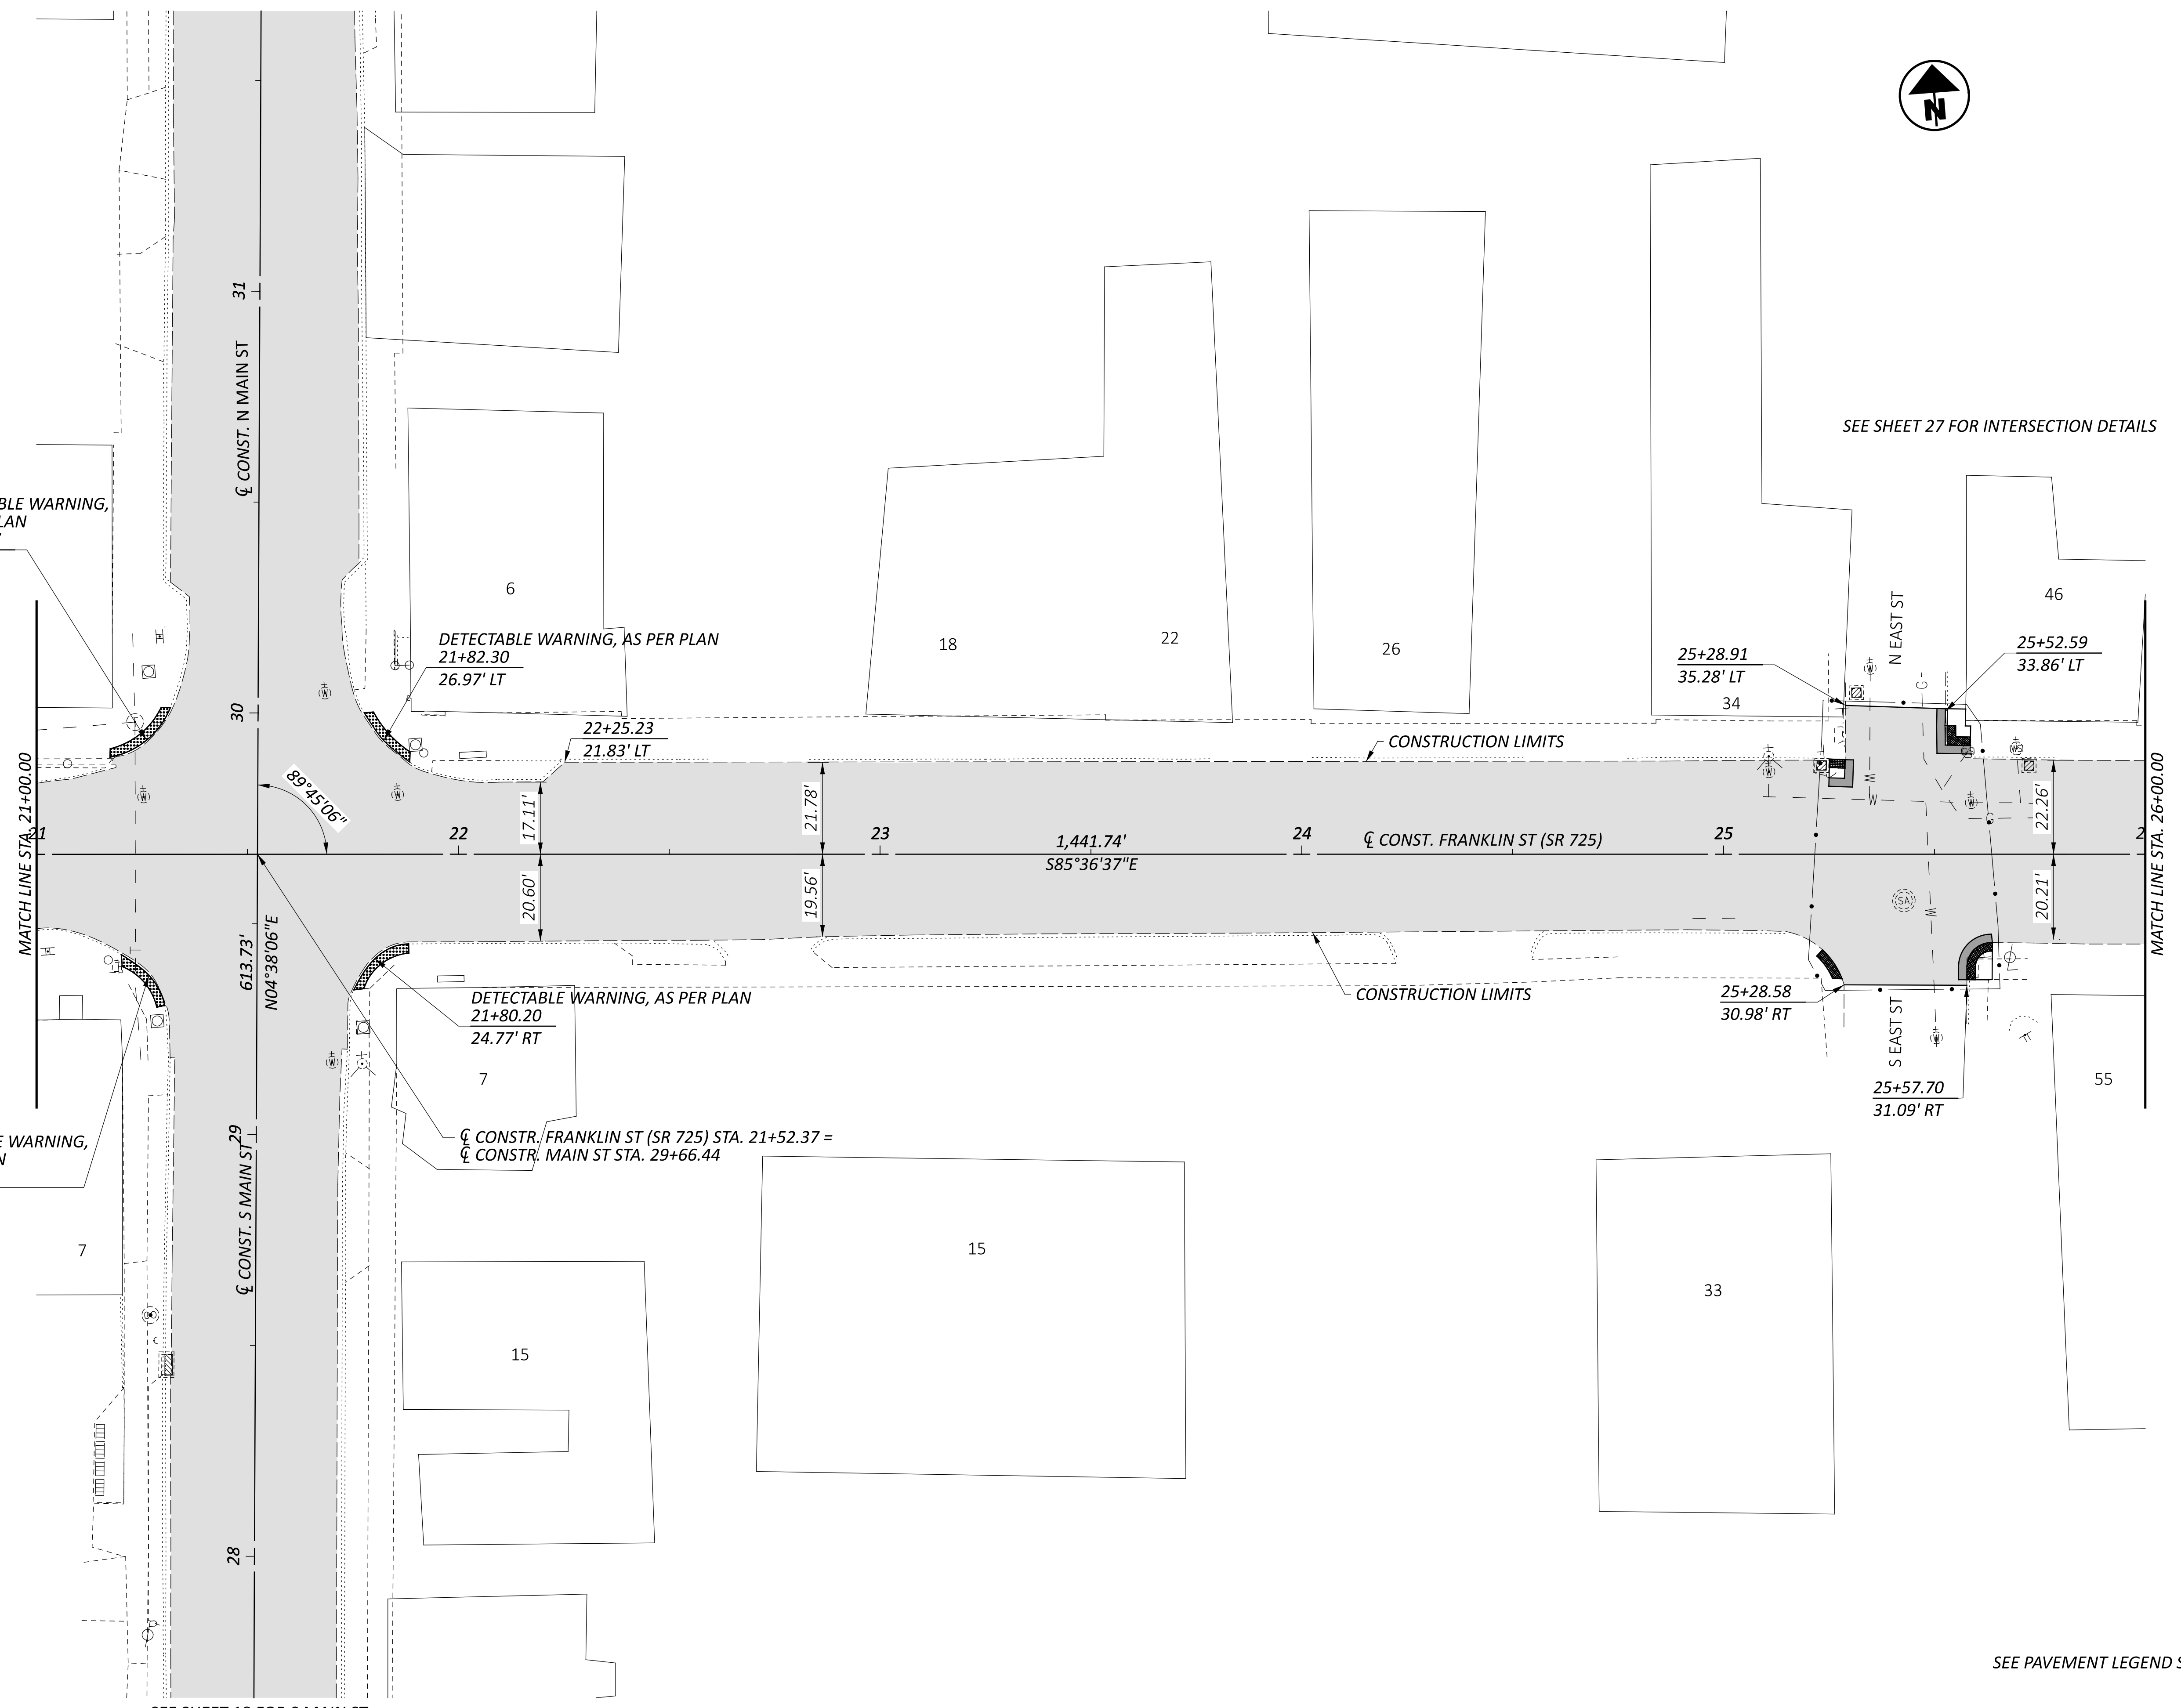 N
31
℄ CONST. N MAIN ST
SEE SHEET 27 FOR INTERSECTION DETAILS
BLE WARNING,
LAN
6
18
22
26
34
46
N EAST ST
DETECTABLE WARNING, AS PER PLAN
21+82.30
26.97' LT
25+28.91
35.28' LT
25+52.59
33.86' LT
30
22+25.23
21.83' LT
CONSTRUCTION LIMITS
89°45'06"
MATCH LINE STA. 21+00.00
21
22
17.11'
21.78'
23
1,441.74'
S85°36'37"E
24
℄ CONST. FRANKLIN ST (SR 725)
25
22.26'
2
MATCH LINE STA. 26+00.00
20.60'
19.56'
20.21'
SA
W
W
W
G
G
613.73'
N04°38'06"E
DETECTABLE WARNING, AS PER PLAN
21+80.20
24.77' RT
CONSTRUCTION LIMITS
25+28.58
30.98' RT
S EAST ST
25+57.70
31.09' RT
7
55
E WARNING,
N
29
℄ CONSTR. FRANKLIN ST (SR 725) STA. 21+52.37 =
℄ CONSTR. MAIN ST STA. 29+66.44
℄ CONST. S MAIN ST
7
15
15
33
28
SEE PAVEMENT LEGEND S